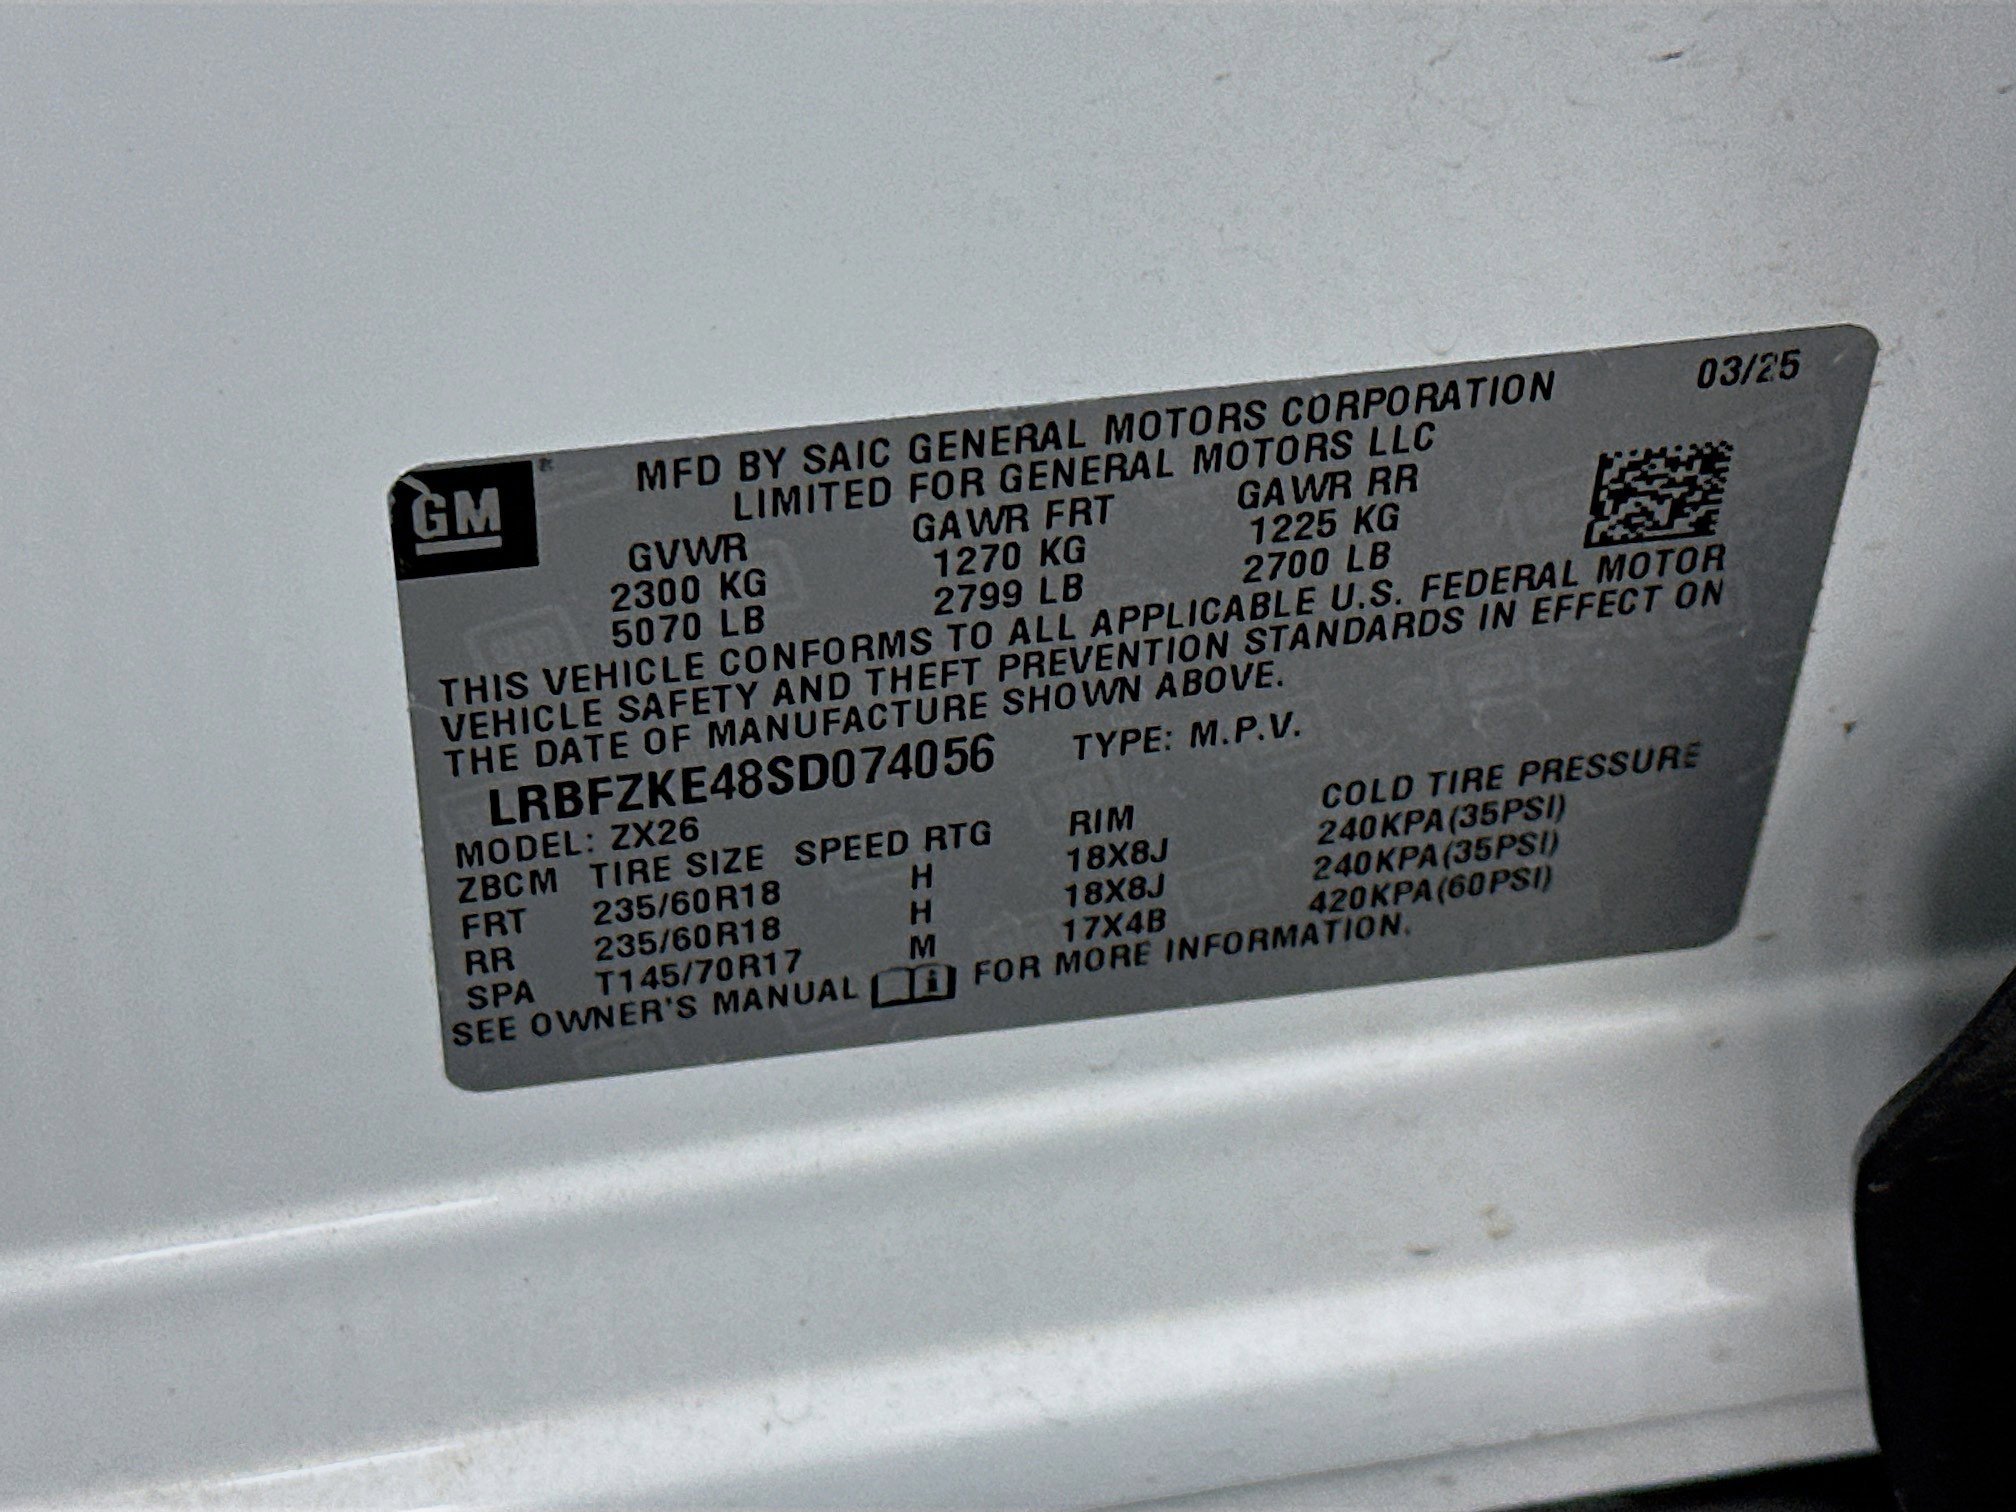 03/25
GM ®
MFD BY SAIC GENERAL MOTORS CORPORATION
LIMITED FOR GENERAL MOTORS LLC
GVWR GAWR FRT GAWR RR
2300 KG 1270 KG 1225 KG
5070 LB 2799 LB 2700 LB
THIS VEHICLE CONFORMS TO ALL APPLICABLE U.S. FEDERAL MOTOR
VEHICLE SAFETY AND THEFT PREVENTION STANDARDS IN EFFECT ON
THE DATE OF MANUFACTURE SHOWN ABOVE.
LRBFZKE48SD074056 TYPE: M.P.V.
MODEL: ZX26
ZBCM TIRE SIZE SPEED RTG RIM COLD TIRE PRESSURE
FRT 235/60R18 H 18X8J 240KPA(35PSI)
RR 235/60R18 H 18X8J 240KPA(35PSI)
SPA T145/70R17 M 17X4B 420KPA(60PSI)
SEE OWNER'S MANUAL FOR MORE INFORMATION.